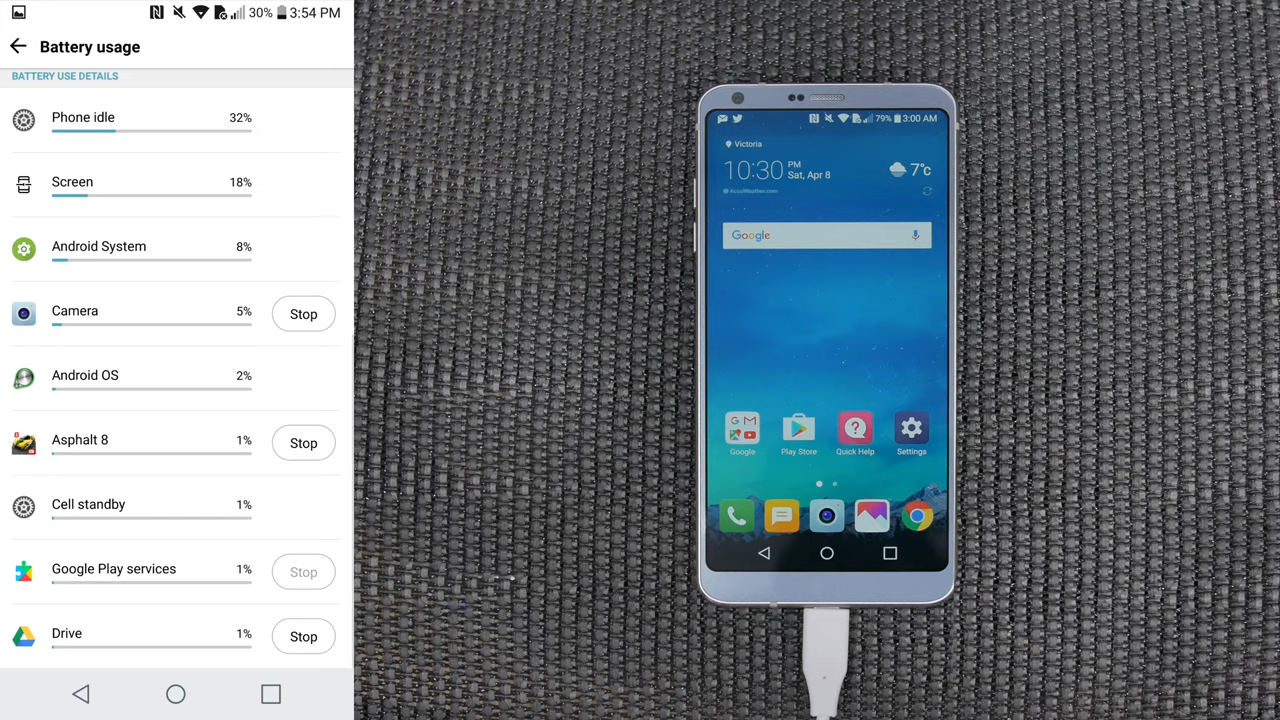 30% 3:54 PM
Battery usage
BATTERY USE DETAILS
Phone idle 32%
Screen 18%
Android System 8%
Camera 5% Stop
Android OS 2%
Asphalt 8 1% Stop
Cell standby 1%
Google Play services 1% Stop
Drive 1% Stop
79% 3:00 AM
Victoria
10:30 PM
Sat, Apr 8
7°c
AccuWeather.com
Google
Google Play Store Quick Help Settings